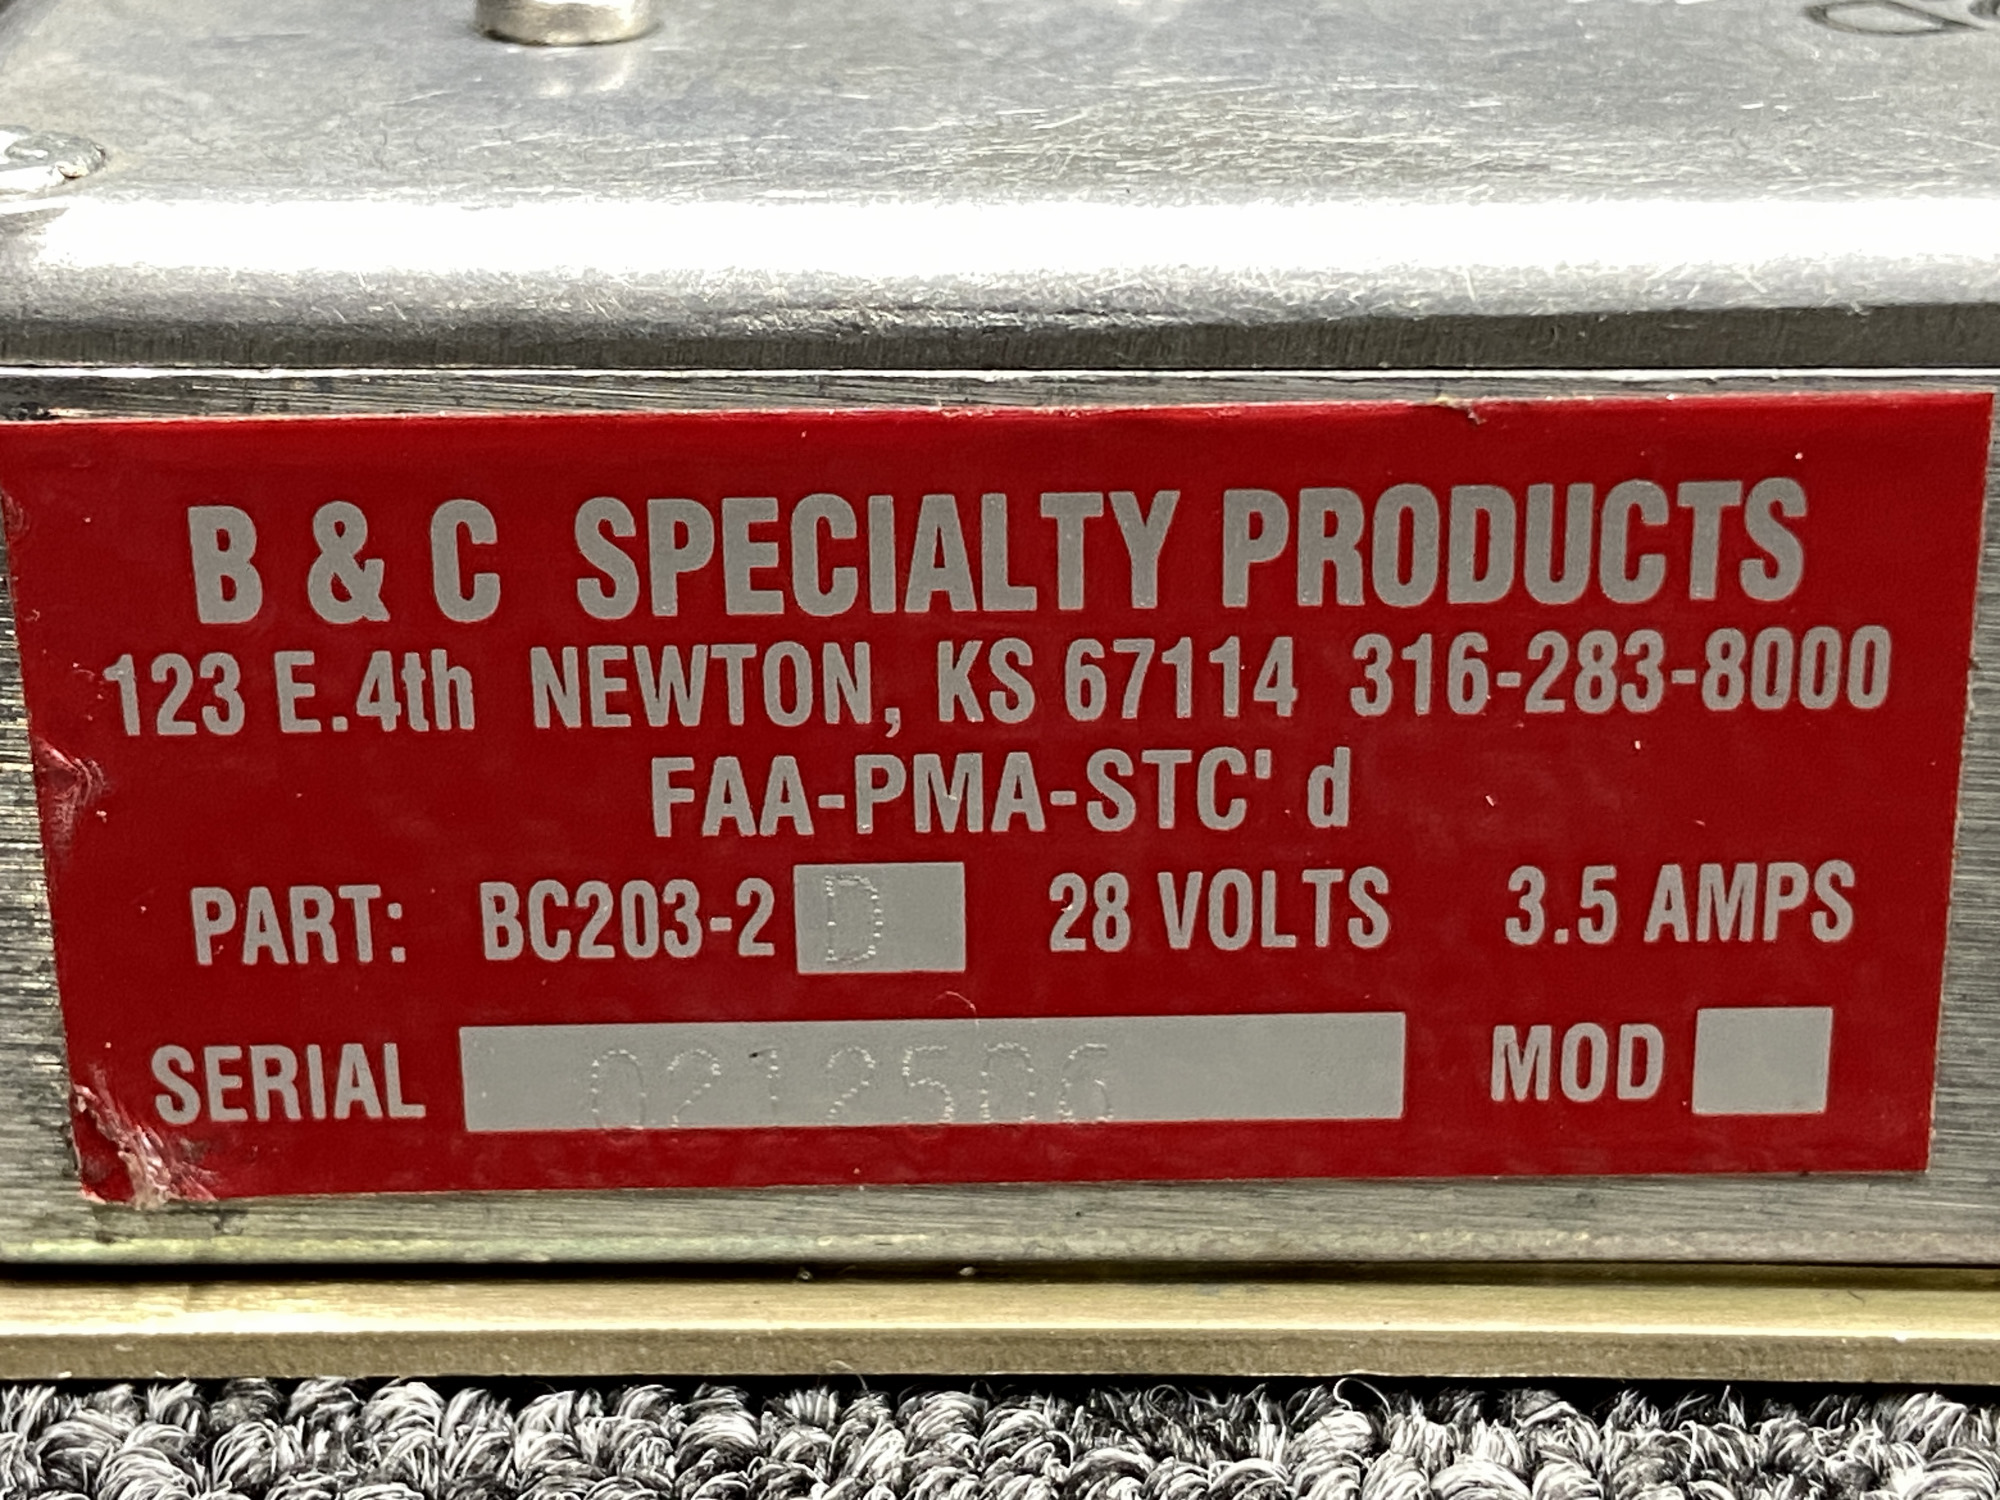 B & C SPECIALTY PRODUCTS
123 E.4th NEWTON, KS 67114 316-283-8000
FAA-PMA-STC' d
PART: BC203-2 D 28 VOLTS 3.5 AMPS
SERIAL 0212506 MOD